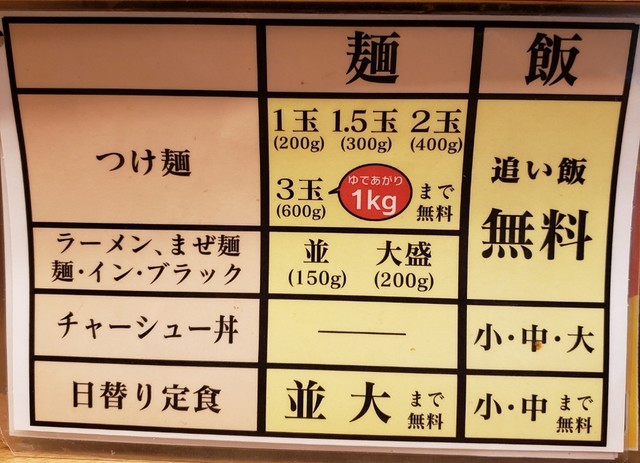 麺 飯
つけ麺
1玉 1.5玉 2玉
(200g) (300g) (400g)
3玉 ゆであがり 1kg まで
(600g) 無料
追い飯
無料
ラーメン、まぜ麺
麺・イン・ブラック
並 大盛
(150g) (200g)
チャーシュー丼
小・中・大
日替り定食
並 大 まで
無料
小・中 まで
無料